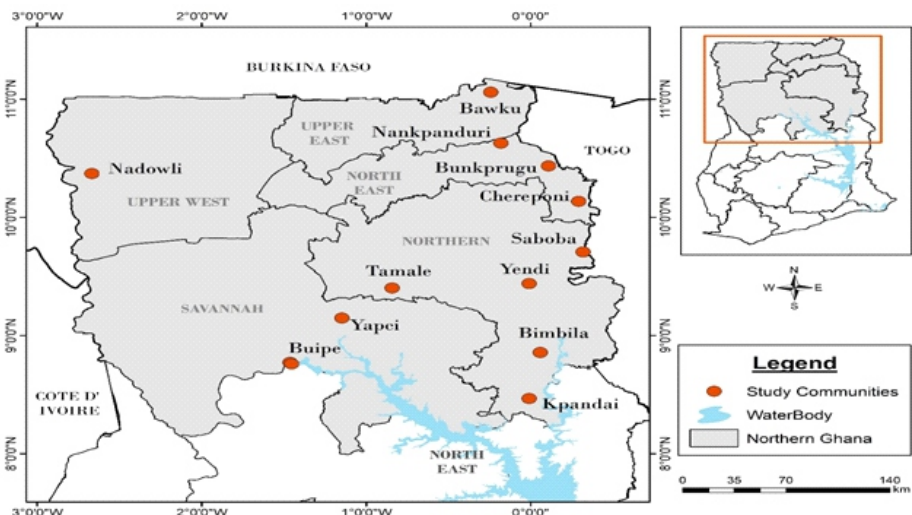 3°0'0"W
2°0'0"W
1°0'0"W
0°0'0"
BURKINA FASO
11°0'0"N
11°0'0"N
Bawku
UPPER
EAST
Nankpanduri
TOGO
Nadowli
Bunkprugu
NORTH
EAST
Chereponi
UPPER WEST
10°0'0"N
10°0'0"N
NORTHERN
Saboba
Tamale
Yendi
SAVANNAH
Yapei
Bimbila
9°0'0"N
9°0'0"N
Buipe
COTE D'
IVOIRE
Kpandai
NORTH
EAST
8°0'0"N
8°0'0"N
3°0'0"W
2°0'0"W
1°0'0"W
0°0'0"
N
W E
S
Legend
Study Communities
WaterBody
Northern Ghana
0 35 70 140
km